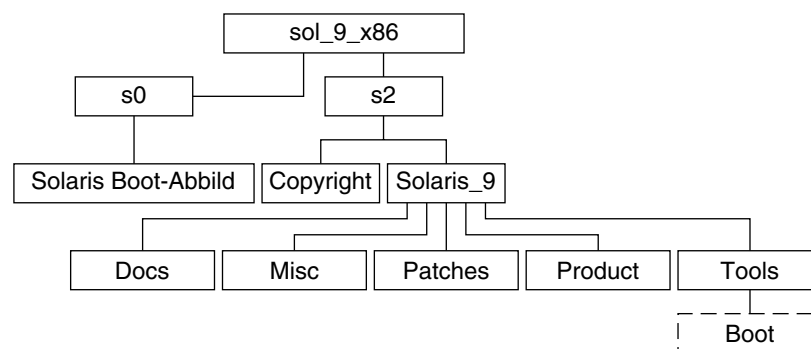 sol_9_x86
s0
s2
Solaris Boot-Abbild
Copyright
Solaris_9
Docs
Misc
Patches
Product
Tools
Boot